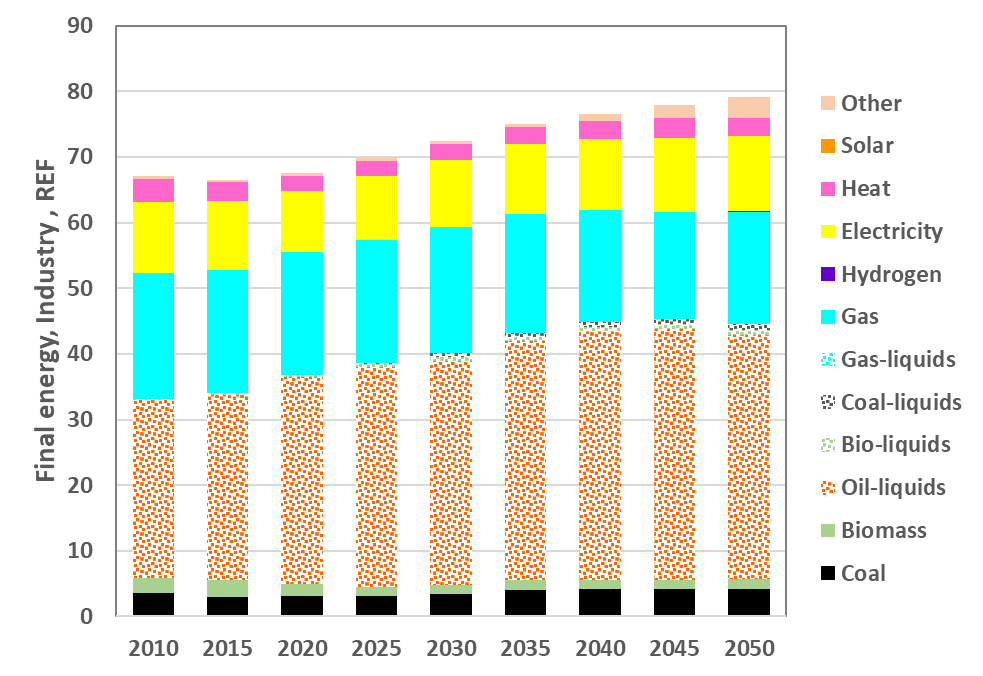 Final energy, Industry , REF
90
80
70
60
50
40
30
20
10
0
2010 2015 2020 2025 2030 2035 2040 2045 2050
Other
Solar
Heat
Electricity
Hydrogen
Gas
Gas-liquids
Coal-liquids
Bio-liquids
Oil-liquids
Biomass
Coal